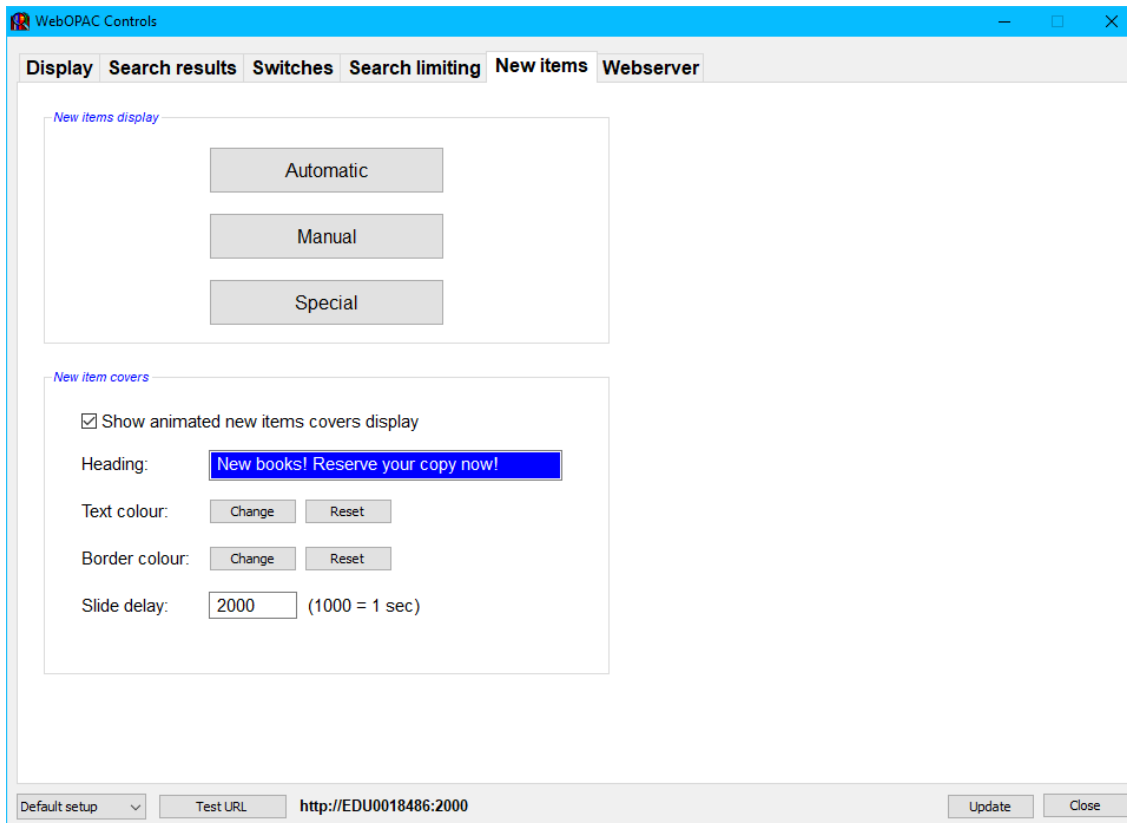 WebOPAC Controls
Display Search results Switches Search limiting New items Webserver
New items display
Automatic
Manual
Special
New item covers
Show animated new items covers display
Heading: New books! Reserve your copy now!
Text colour: Change Reset
Border colour: Change Reset
Slide delay: 2000 (1000 = 1 sec)
Default setup Test URL http://EDU0018486:2000 Update Close